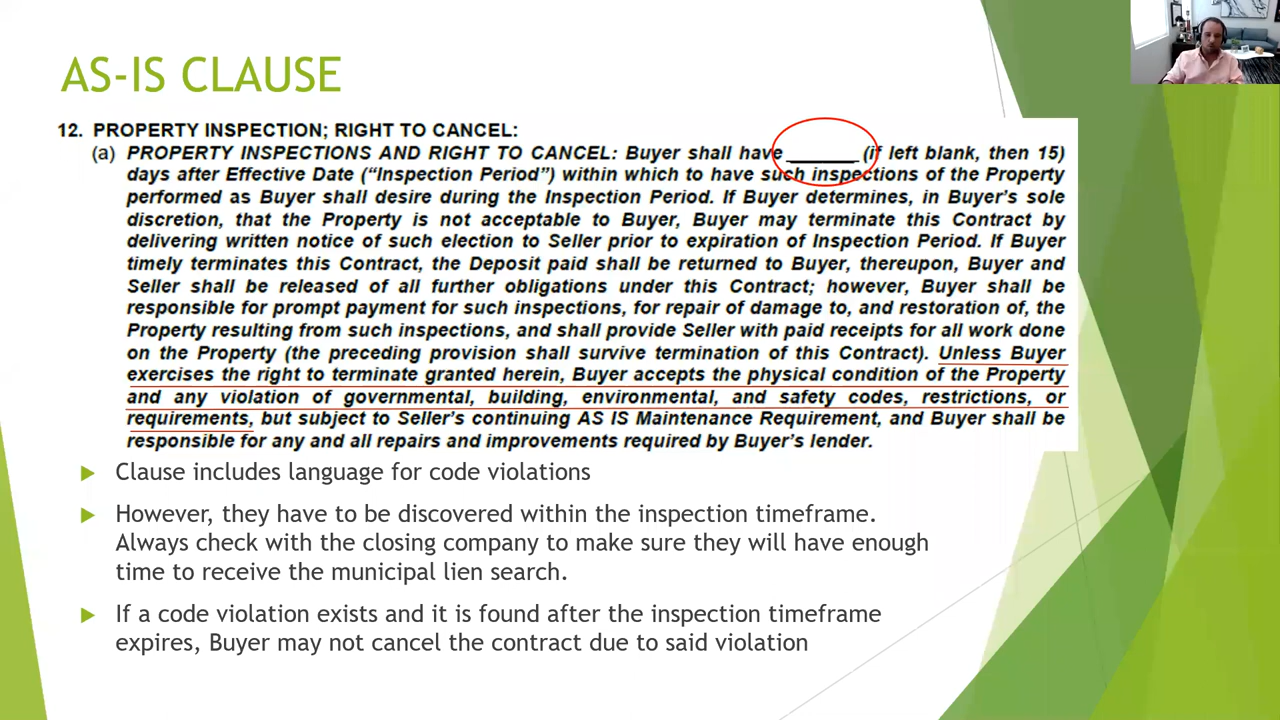 AS-IS CLAUSE
12. PROPERTY INSPECTION; RIGHT TO CANCEL:
(a) PROPERTY INSPECTIONS AND RIGHT TO CANCEL: Buyer shall have ______ (if left blank, then 15)
days after Effective Date (“Inspection Period”) within which to have such inspections of the Property
performed as Buyer shall desire during the Inspection Period. If Buyer determines, in Buyer’s sole
discretion, that the Property is not acceptable to Buyer, Buyer may terminate this Contract by
delivering written notice of such election to Seller prior to expiration of Inspection Period. If Buyer
timely terminates this Contract, the Deposit paid shall be returned to Buyer, thereupon, Buyer and
Seller shall be released of all further obligations under this Contract; however, Buyer shall be
responsible for prompt payment for such inspections, for repair of damage to, and restoration of, the
Property resulting from such inspections, and shall provide Seller with paid receipts for all work done
on the Property (the preceding provision shall survive termination of this Contract). Unless Buyer
exercises the right to terminate granted herein, Buyer accepts the physical condition of the Property
and any violation of governmental, building, environmental, and safety codes, restrictions, or
requirements, but subject to Seller’s continuing AS IS Maintenance Requirement, and Buyer shall be
responsible for any and all repairs and improvements required by Buyer’s lender.
Clause includes language for code violations
However, they have to be discovered within the inspection timeframe.
Always check with the closing company to make sure they will have enough
time to receive the municipal lien search.
If a code violation exists and it is found after the inspection timeframe
expires, Buyer may not cancel the contract due to said violation